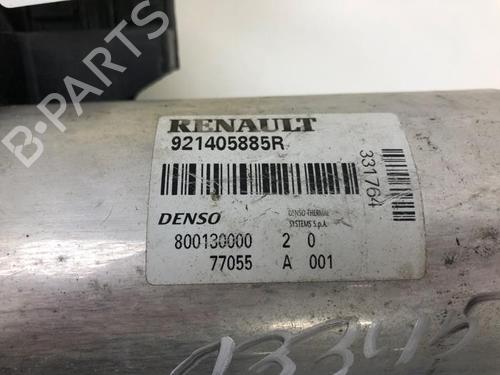 RENAULT
921405885R
331764
DENSO
DENSO THERMAL
SYSTEMS S.p.A.
800130000 2 0
77055 A 001
B-PARTS